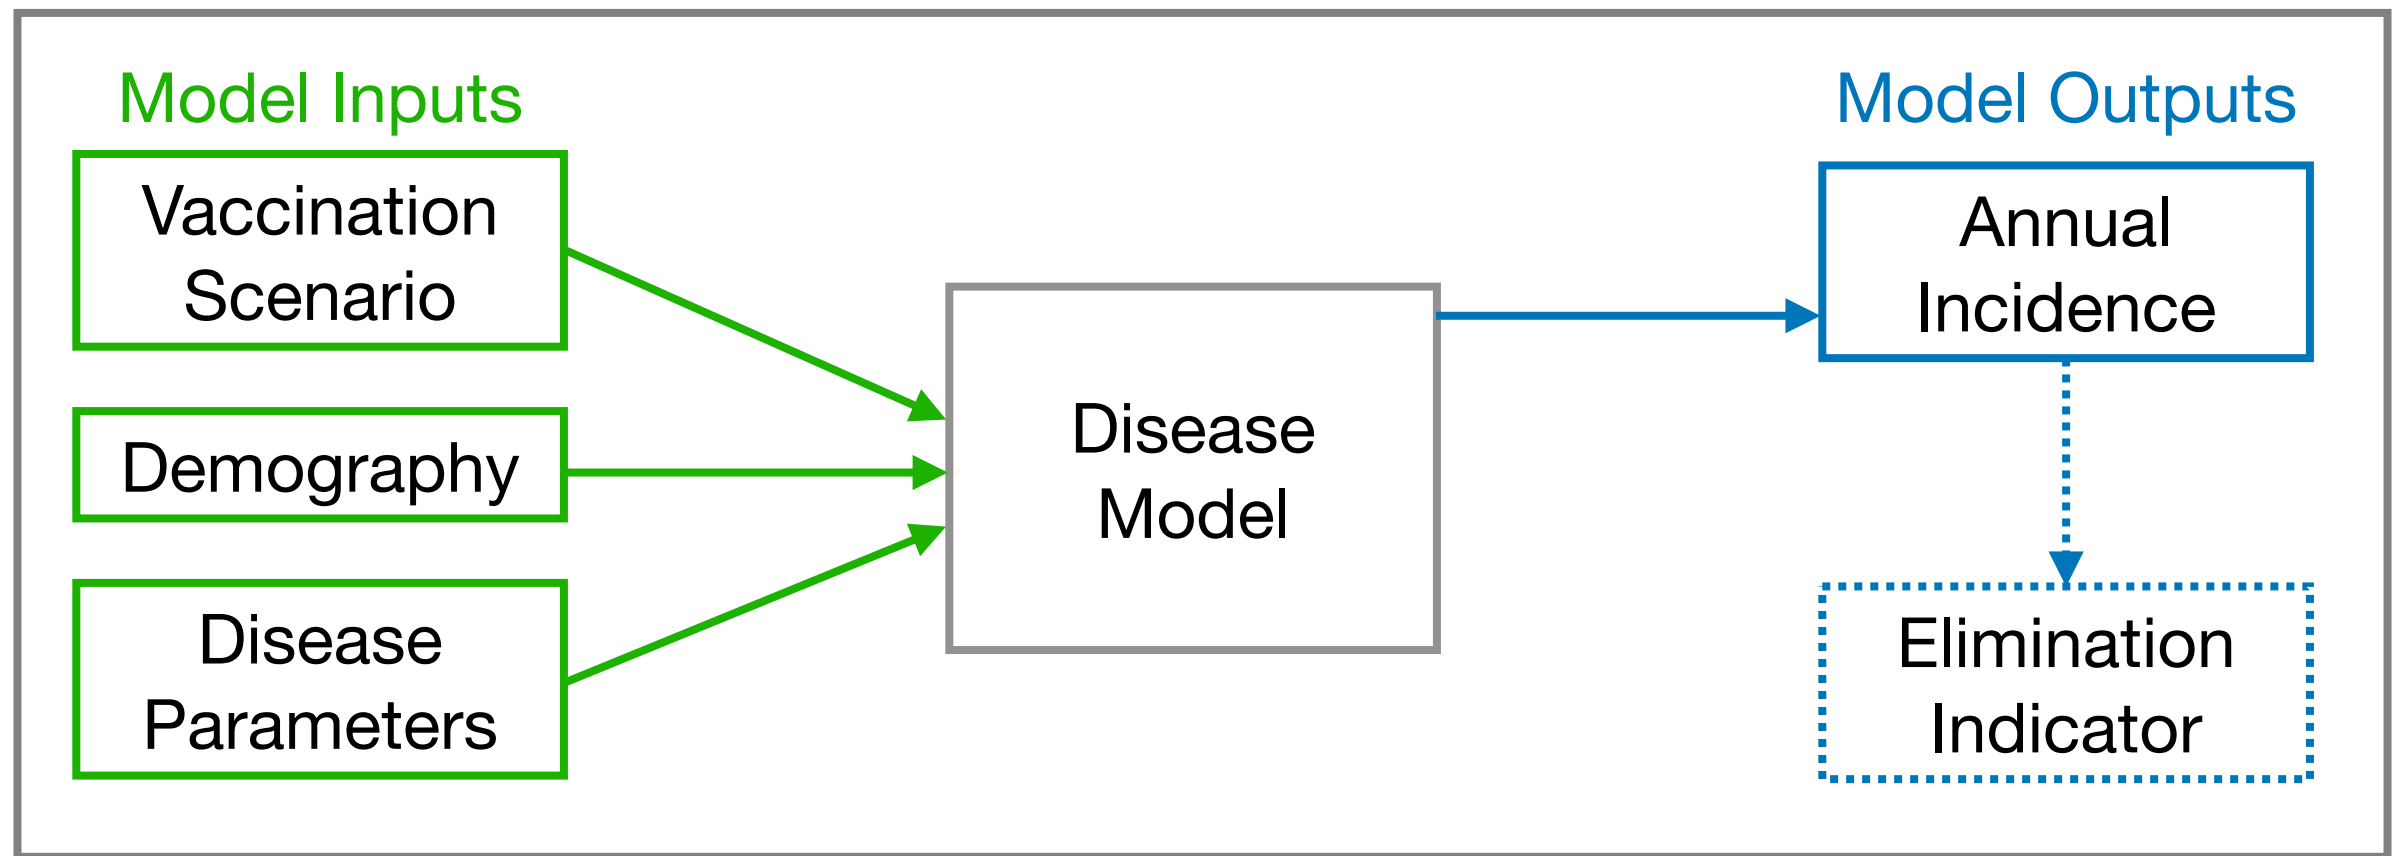 Model Inputs
Vaccination
Scenario
Demography
Disease
Parameters
Disease
Model
Model Outputs
Annual
Incidence
Elimination
Indicator